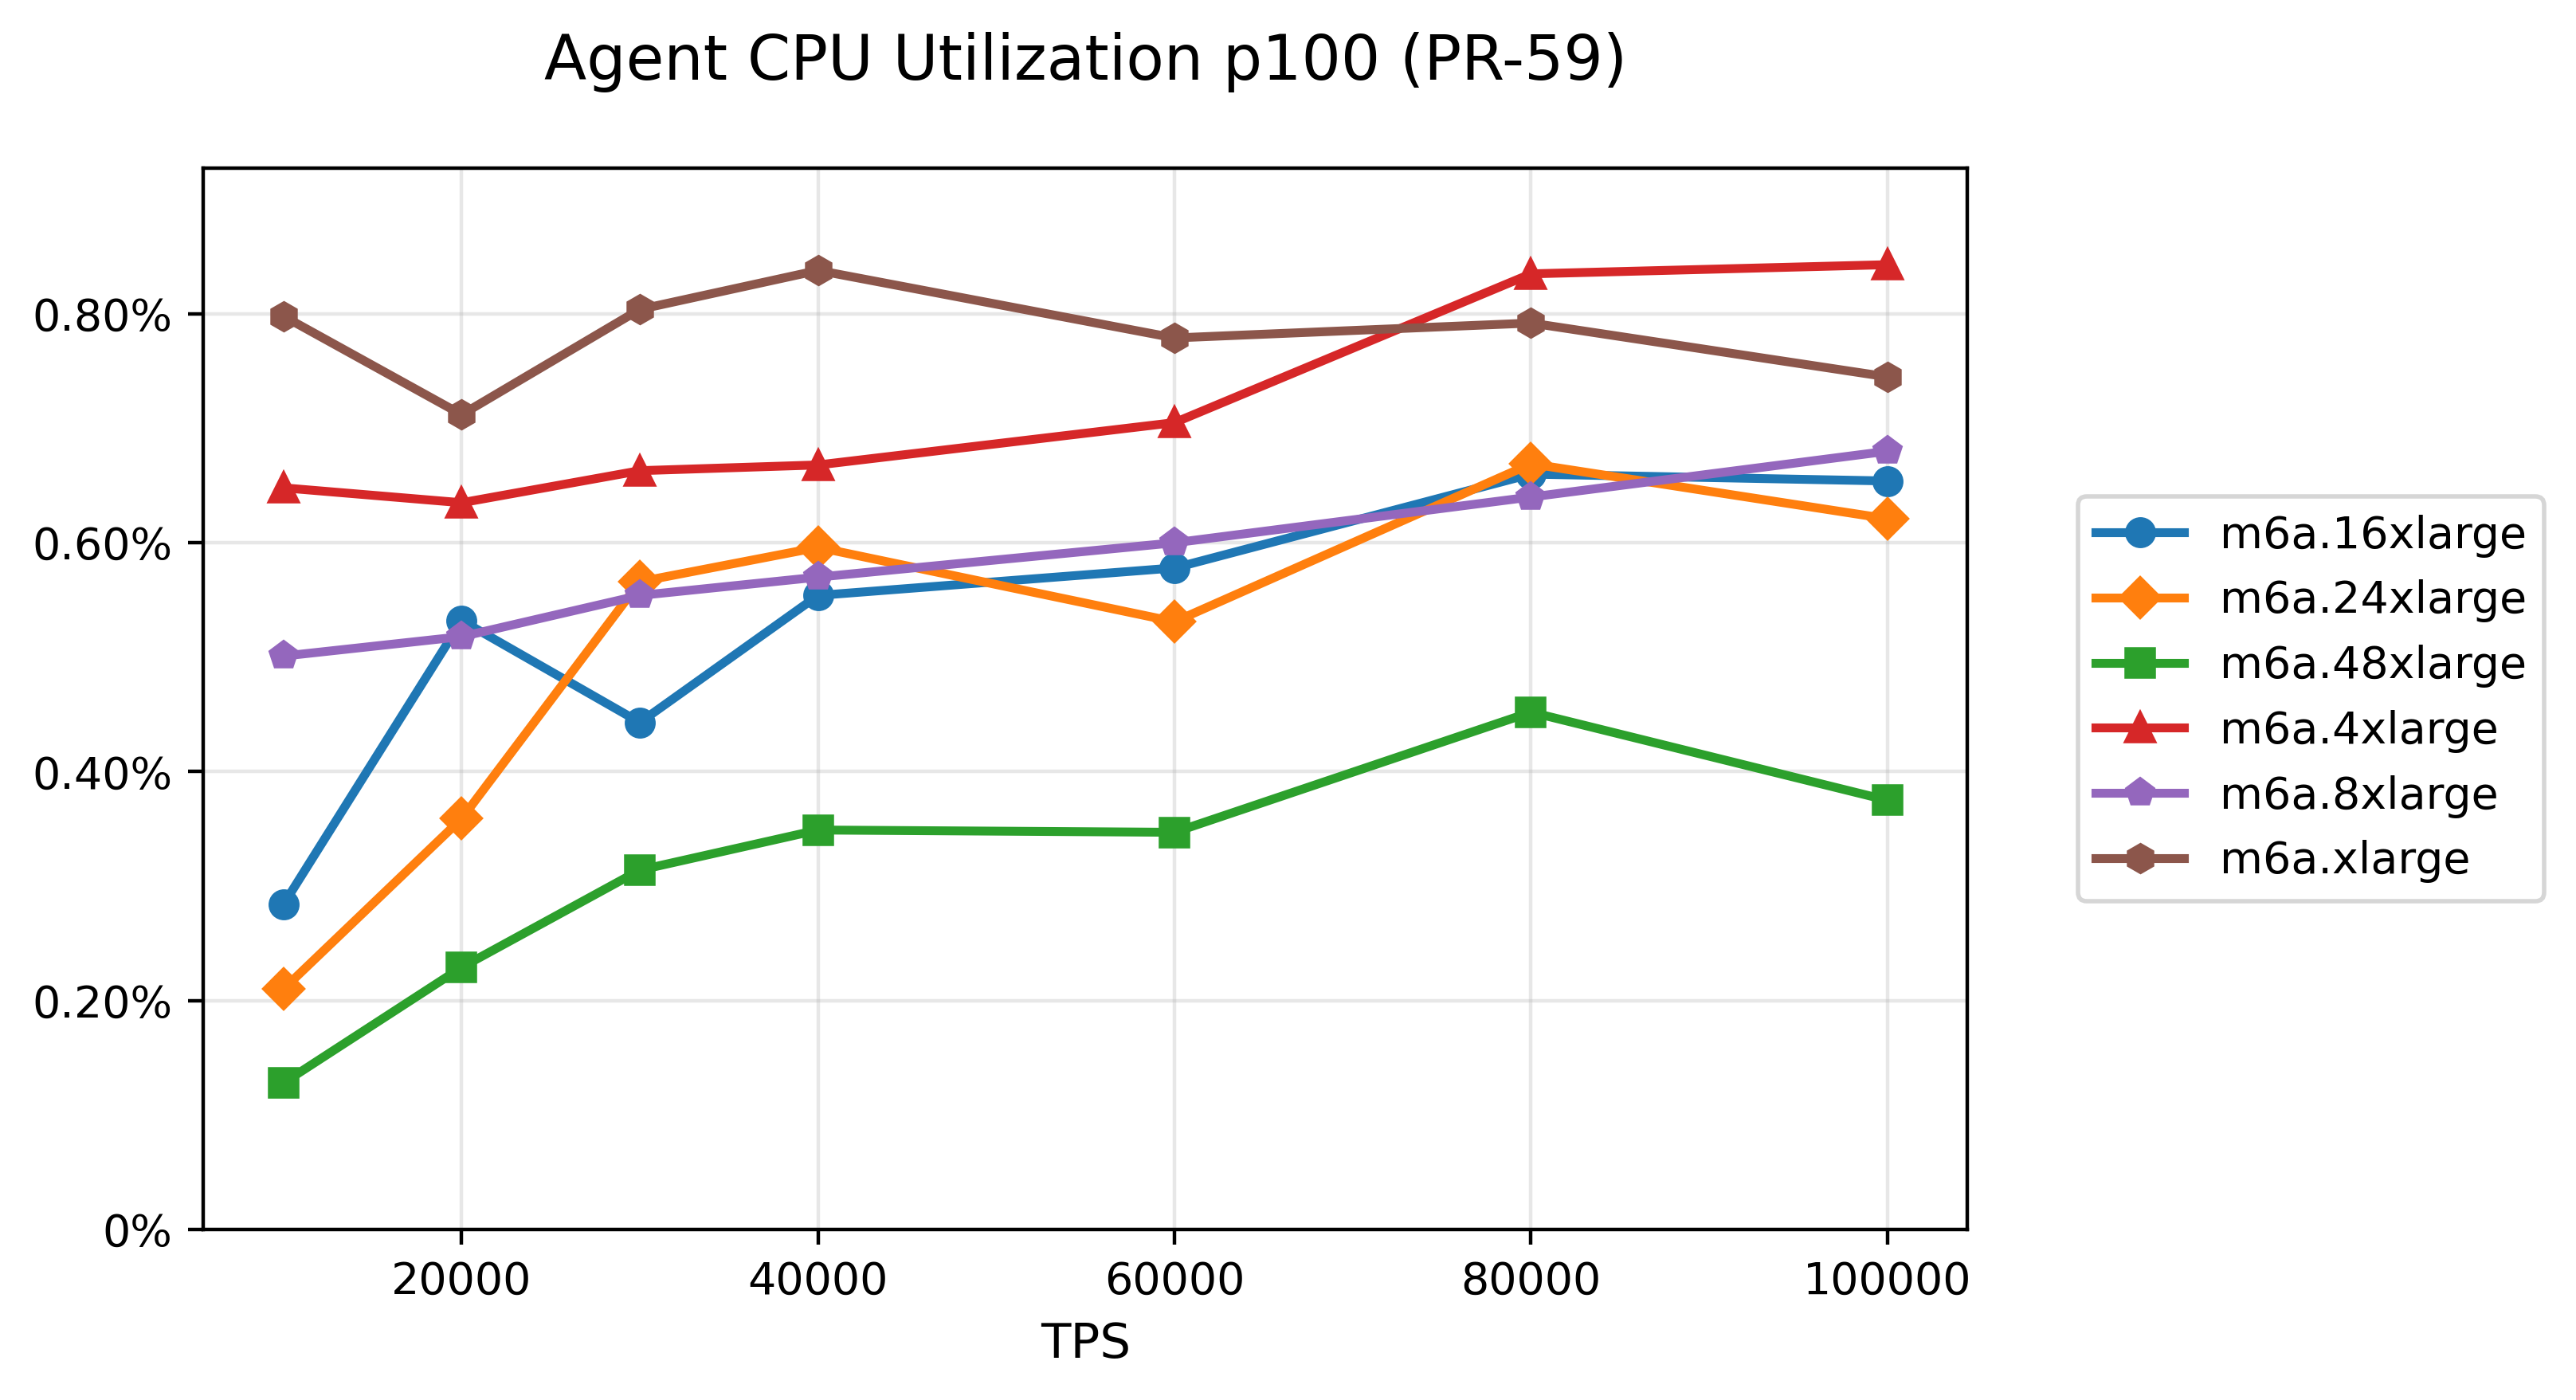 Agent CPU Utilization p100 (PR-59)
0.80%
0.60%
0.40%
0.20%
0%
20000 40000 60000 80000 100000
TPS
m6a.16xlarge
m6a.24xlarge
m6a.48xlarge
m6a.4xlarge
m6a.8xlarge
m6a.xlarge